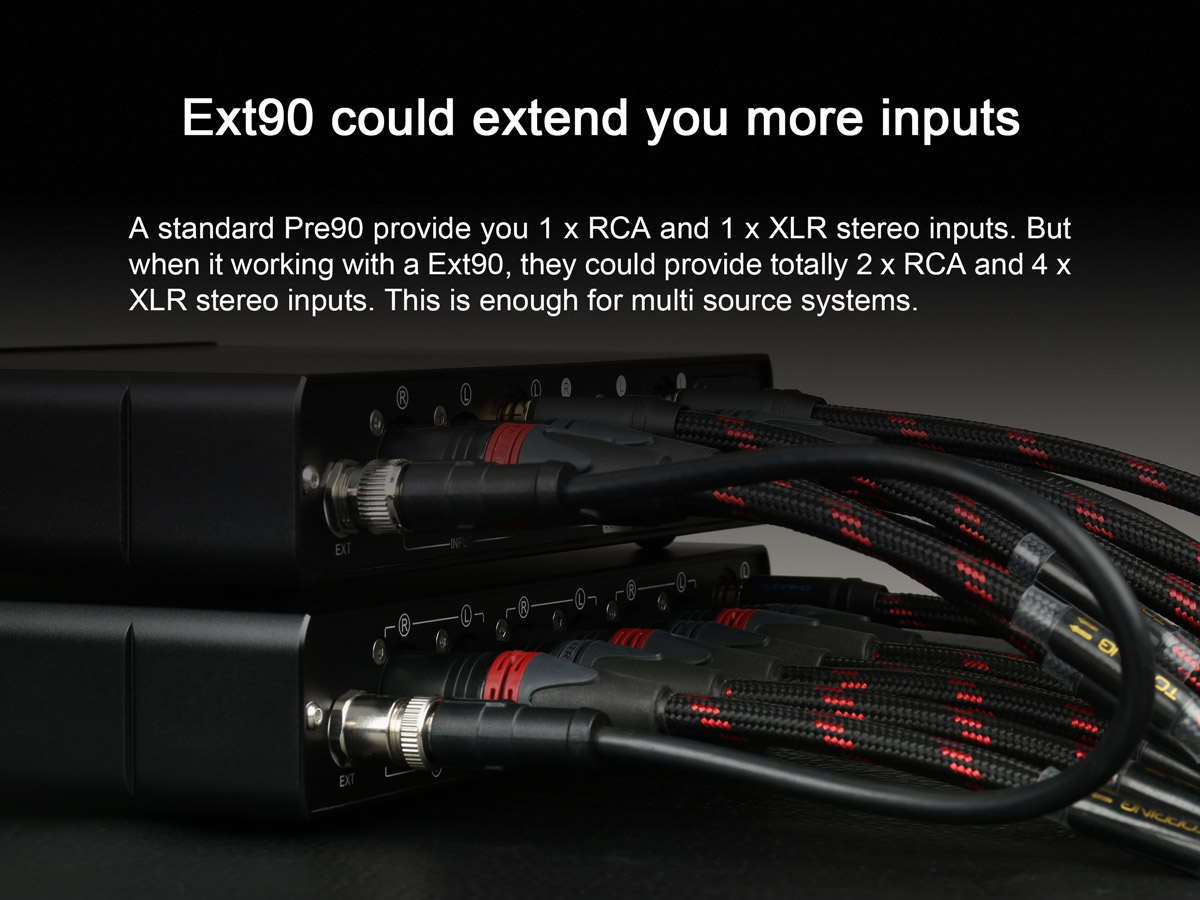 Ext90 could extend you more inputs
A standard Pre90 provide you 1 x RCA and 1 x XLR stereo inputs. But
when it working with a Ext90, they could provide totally 2 x RCA and 4 x
XLR stereo inputs. This is enough for multi source systems.
R L L R L
EXT
INPUT
R L R L R L L
EXT
TOPPING